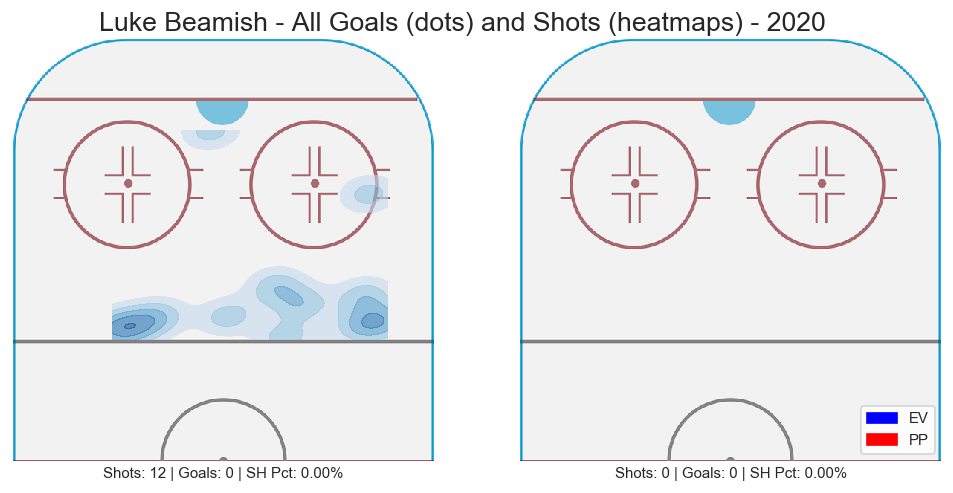 Luke Beamish - All Goals (dots) and Shots (heatmaps) - 2020
EV
PP
Shots: 12 | Goals: 0 | SH Pct: 0.00%
Shots: 0 | Goals: 0 | SH Pct: 0.00%